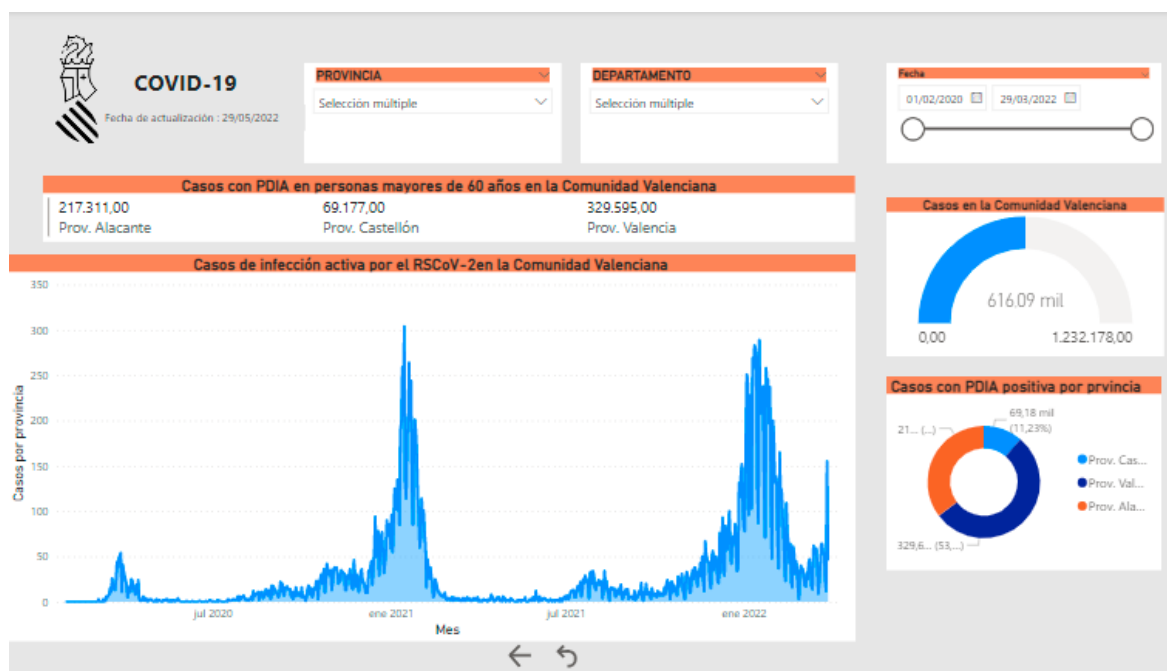 COVID-19
Fecha de actualización : 29/05/2022
PROVINCIA
Selección múltiple
DEPARTAMENTO
Selección múltiple
Fecha
01/02/2020
29/03/2022
Casos con PDIA en personas mayores de 60 años en la Comunidad Valenciana
217.311,00
69.177,00
329.595,00
Prov. Alacante
Prov. Castellón
Prov. Valencia
Casos de infección activa por el RSCoV-2en la Comunidad Valenciana
350
300
250
200
150
100
50
0
Casos por provincia
jul 2020
ene 2021
jul 2021
ene 2022
Mes
Casos en la Comunidad Valenciana
616.09 mil
0,00
1.232.178,00
Casos con PDIA positiva por prvincia
69,18 mil
(11,23%)
21... (...)
329,6... (53,...)
Prov. Cas...
Prov. Val...
Prov. Ala...